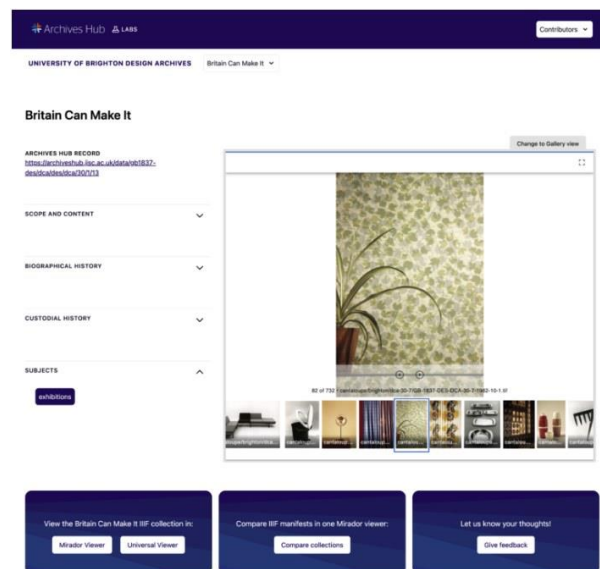 Archives Hub LABS
Contributors
UNIVERSITY OF BRIGHTON DESIGN ARCHIVES Britain Can Make It
Britain Can Make It
Change to Gallery view
ARCHIVES HUB RECORD
https://archiveshub.jisc.ac.uk/data/gb1837-
des/dca/des/dca/30/1/13
SCOPE AND CONTENT
BIOGRAPHICAL HISTORY
CUSTODIAL HISTORY
SUBJECTS
exhibitions
82 of 732
View the Britain Can Make It IIIF collection in:
Mirador Viewer Universal Viewer
Compare IIIF manifests in one Mirador viewer:
Compare collections
Let us know your thoughts!
Give feedback